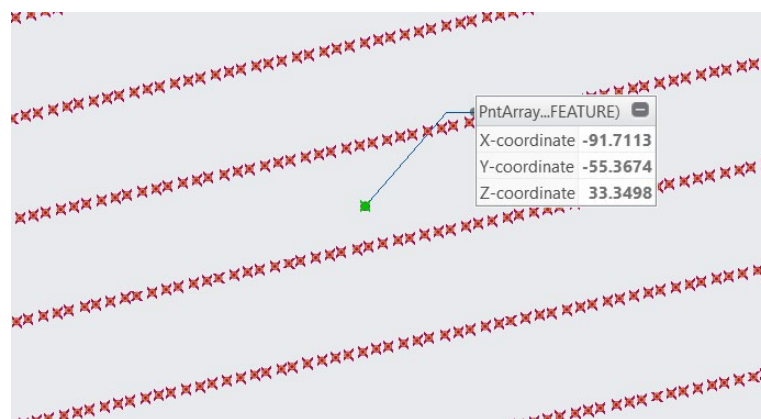 PntArray...FEATURE)
X-coordinate -91.7113
Y-coordinate -55.3674
Z-coordinate 33.3498